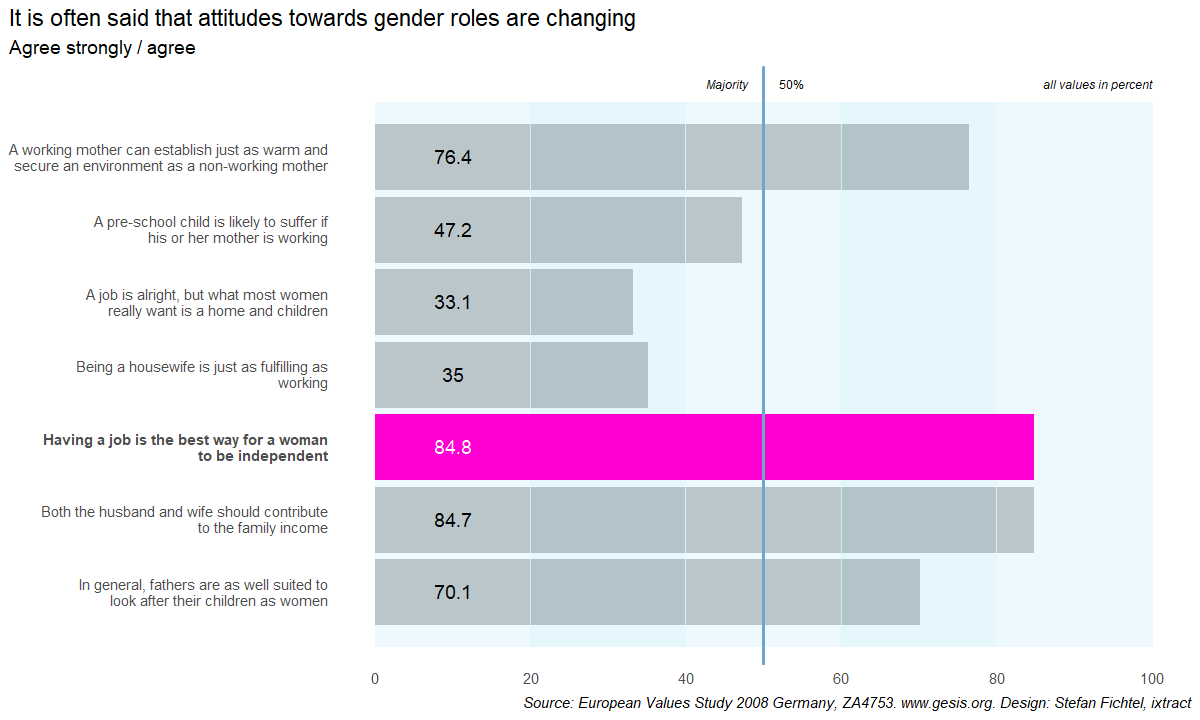 It is often said that attitudes towards gender roles are changing
Agree strongly / agree
Majority 50% all values in percent
A working mother can establish just as warm and
secure an environment as a non-working mother
76.4
A pre-school child is likely to suffer if
his or her mother is working
47.2
A job is alright, but what most women
really want is a home and children
33.1
Being a housewife is just as fulfilling as
working
35
Having a job is the best way for a woman
to be independent
84.8
Both the husband and wife should contribute
to the family income
84.7
In general, fathers are as well suited to
look after their children as women
70.1
0 20 40 60 80 100
Source: European Values Study 2008 Germany, ZA4753. www.gesis.org. Design: Stefan Fichtel, ixtract